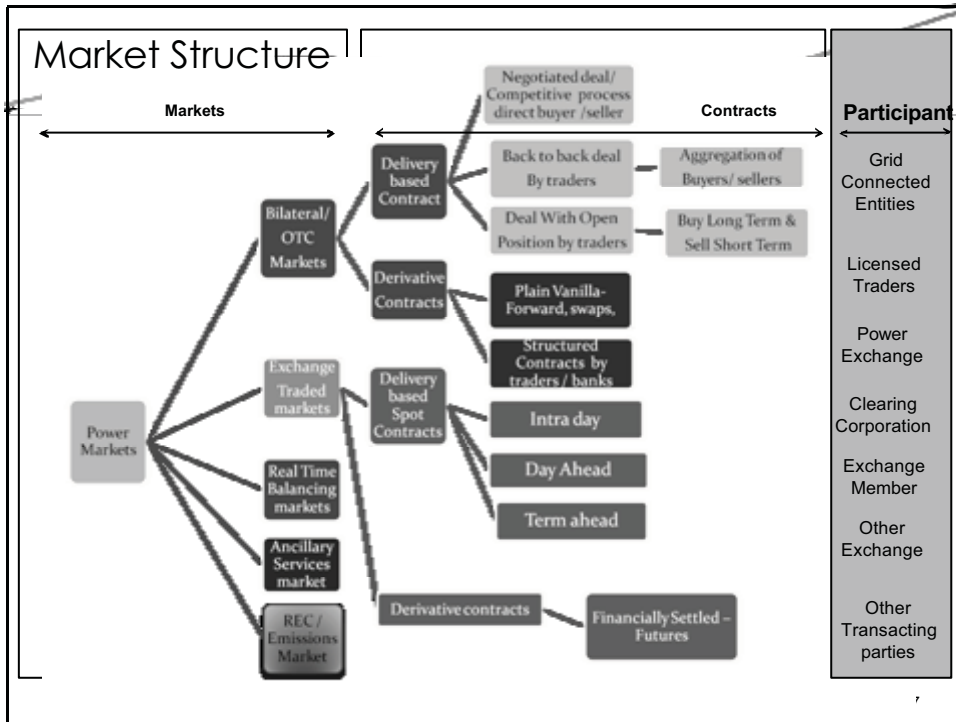 Market Structure
Markets
Contracts
Participant
Power
Markets
Bilateral/
OTC
Markets
Exchange
Traded
markets
Real Time
Balancing
markets
Ancillary
Services
market
REC /
Emissions
Market
Delivery
based
Contract
Derivative
Contracts
Delivery
based
Spot
Contracts
Derivative contracts
Negotiated deal/
Competitive process
direct buyer /seller
Back to back deal
By traders
Aggregation of
Buyers/ sellers
Deal With Open
Position by traders
Buy Long Term &
Sell Short Term
Plain Vanilla-
Forward, swaps,
Structured
Contracts by
traders / banks
Intra day
Day Ahead
Term ahead
Financially Settled –
Futures
Grid
Connected
Entities
Licensed
Traders
Power
Exchange
Clearing
Corporation
Exchange
Member
Other
Exchange
Other
Transacting
parties